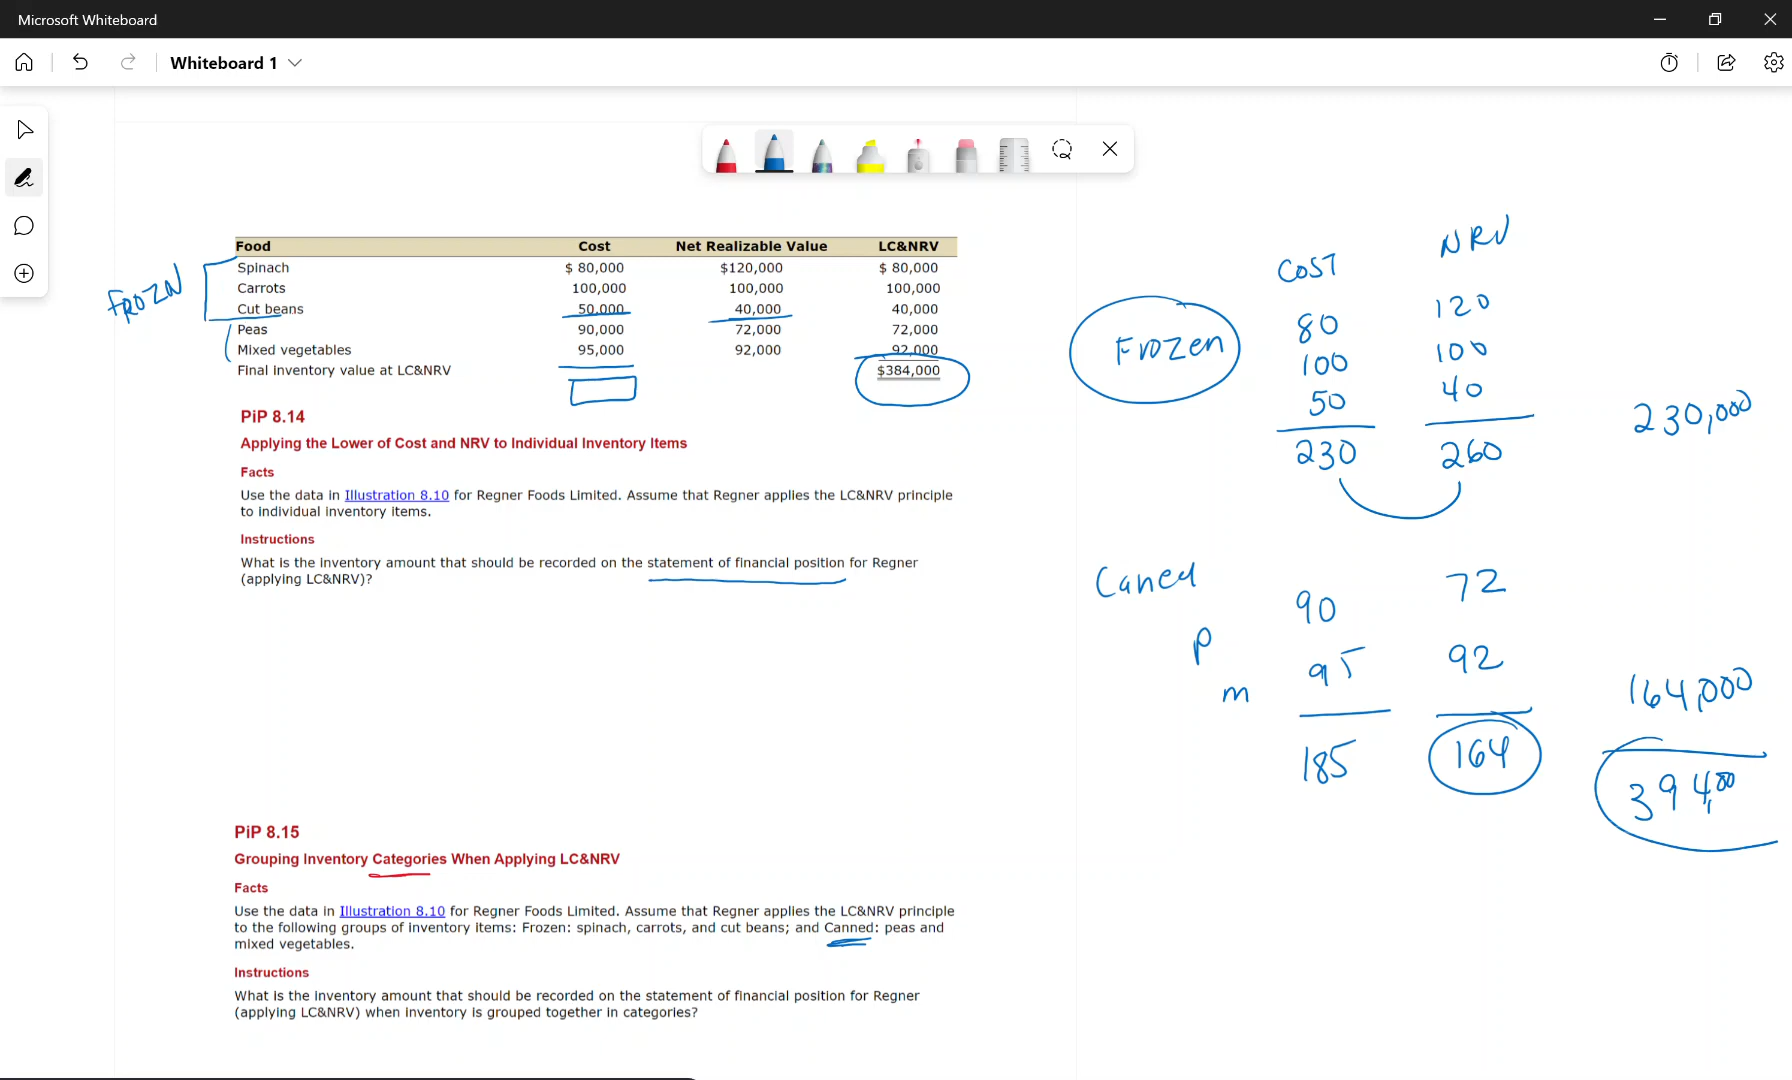 Microsoft Whiteboard
Whiteboard 1
Food Cost Net Realizable Value LC&NRV
Spinach $ 80,000 $120,000 $ 80,000
Carrots 100,000 100,000 100,000
Cut beans 50,000 40,000 40,000
Peas 90,000 72,000 72,000
Mixed vegetables 95,000 92,000 92,000
Final inventory value at LC&NRV $384,000
FROZN
PiP 8.14
Applying the Lower of Cost and NRV to Individual Inventory Items
Facts
Use the data in Illustration 8.10 for Regner Foods Limited. Assume that Regner applies the LC&NRV principle
to individual inventory items.
Instructions
What is the inventory amount that should be recorded on the statement of financial position for Regner
(applying LC&NRV)?
PiP 8.15
Grouping Inventory Categories When Applying LC&NRV
Facts
Use the data in Illustration 8.10 for Regner Foods Limited. Assume that Regner applies the LC&NRV principle
to the following groups of inventory items: Frozen: spinach, carrots, and cut beans; and Canned: peas and
mixed vegetables.
Instructions
What is the inventory amount that should be recorded on the statement of financial position for Regner
(applying LC&NRV) when inventory is grouped together in categories?
COST NRV
Frozen
80 120
100 100
50 40
230 260
230,000
Caned
90 72
P
95 92
m
164,000
185 164
394,00